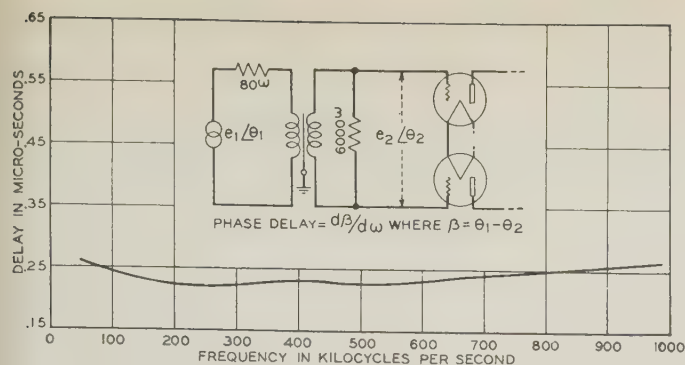 .65
.55
.45
.35
.25
.15
DELAY IN MICRO-SECONDS
80ω
e₁∠θ₁
6000ω
e₂∠θ₂
PHASE DELAY = dβ/dω WHERE β = θ₁-θ₂
0 100 200 300 400 500 600 700 800 900 1000
FREQUENCY IN KILOCYCLES PER SECOND